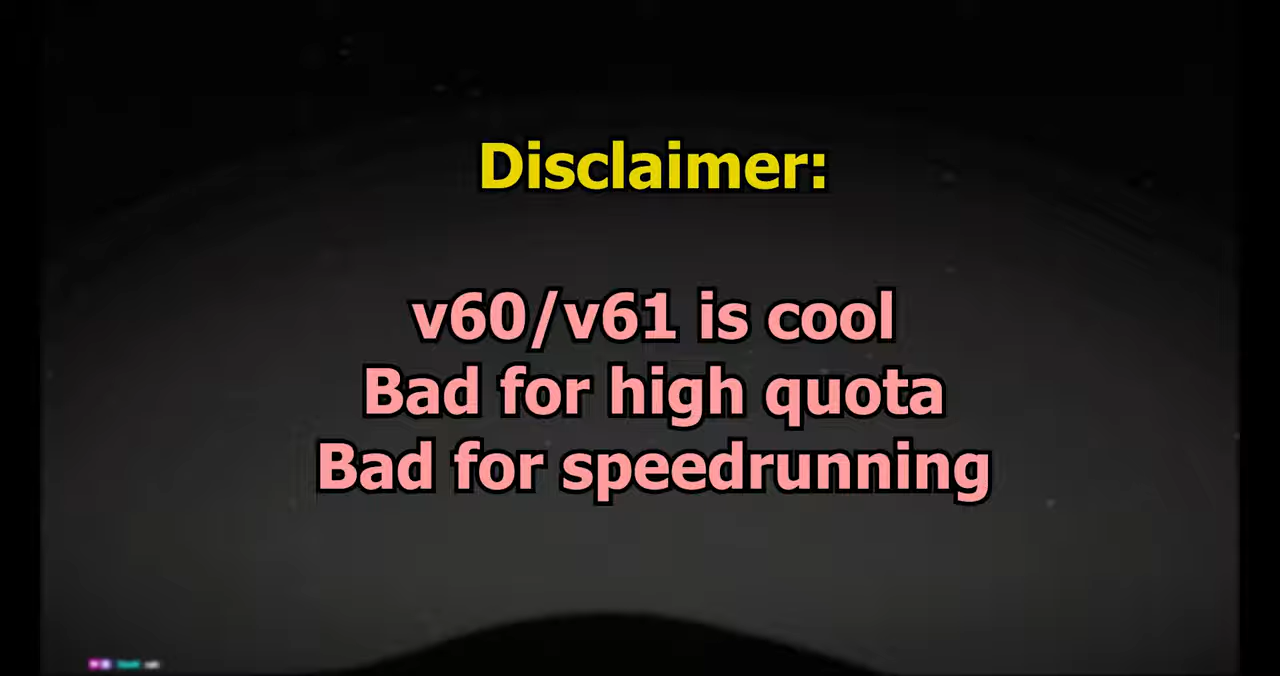 Disclaimer:
v60/v61 is cool
Bad for high quota
Bad for speedrunning